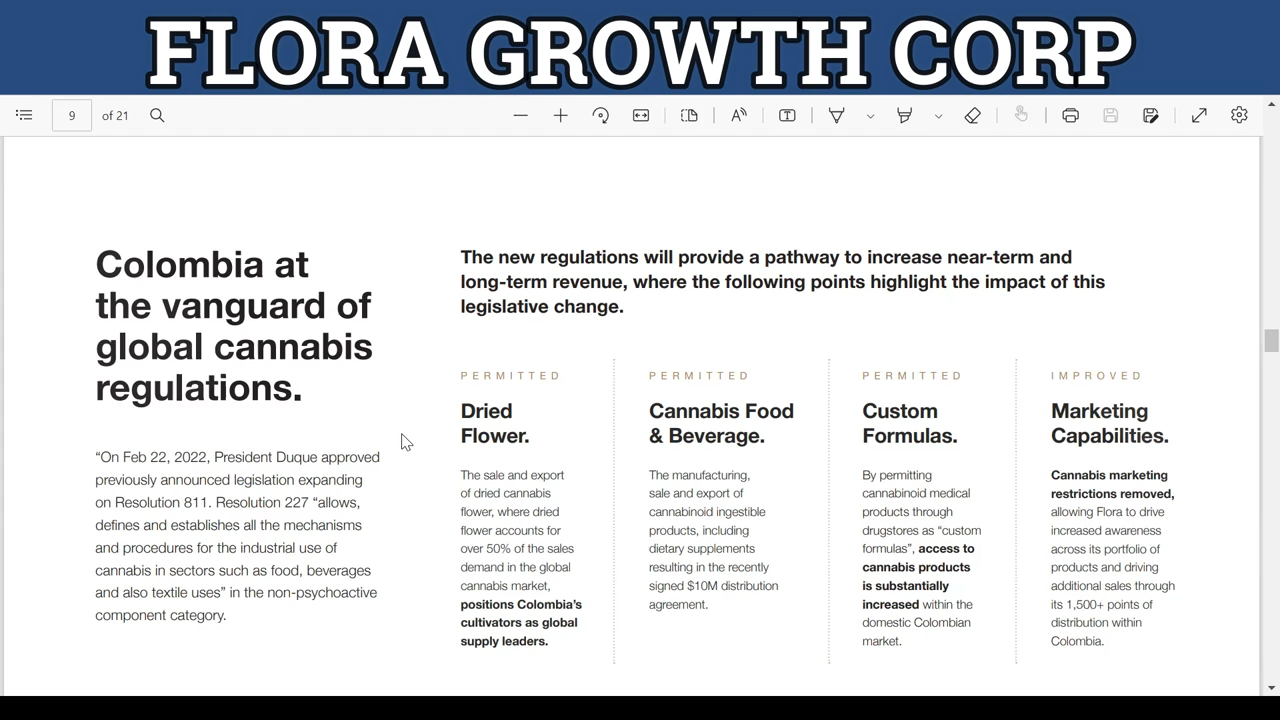 FLORA GROWTH CORP
9 of 21
Colombia at
the vanguard of
global cannabis
regulations.
“On Feb 22, 2022, President Duque approved
previously announced legislation expanding
on Resolution 811. Resolution 227 “allows,
defines and establishes all the mechanisms
and procedures for the industrial use of
cannabis in sectors such as food, beverages
and also textile uses” in the non-psychoactive
component category.
The new regulations will provide a pathway to increase near-term and
long-term revenue, where the following points highlight the impact of this
legislative change.
PERMITTED
Dried
Flower.
The sale and export
of dried cannabis
flower, where dried
flower accounts for
over 50% of the sales
demand in the global
cannabis market,
positions Colombia’s
cultivators as global
supply leaders.
PERMITTED
Cannabis Food
& Beverage.
The manufacturing,
sale and export of
cannabinoid ingestible
products, including
dietary supplements
resulting in the recently
signed $10M distribution
agreement.
PERMITTED
Custom
Formulas.
By permitting
cannabinoid medical
products through
drugstores as “custom
formulas”, access to
cannabis products
is substantially
increased within the
domestic Colombian
market.
IMPROVED
Marketing
Capabilities.
Cannabis marketing
restrictions removed,
allowing Flora to drive
increased awareness
across its portfolio of
products and driving
additional sales through
its 1,500+ points of
distribution within
Colombia.